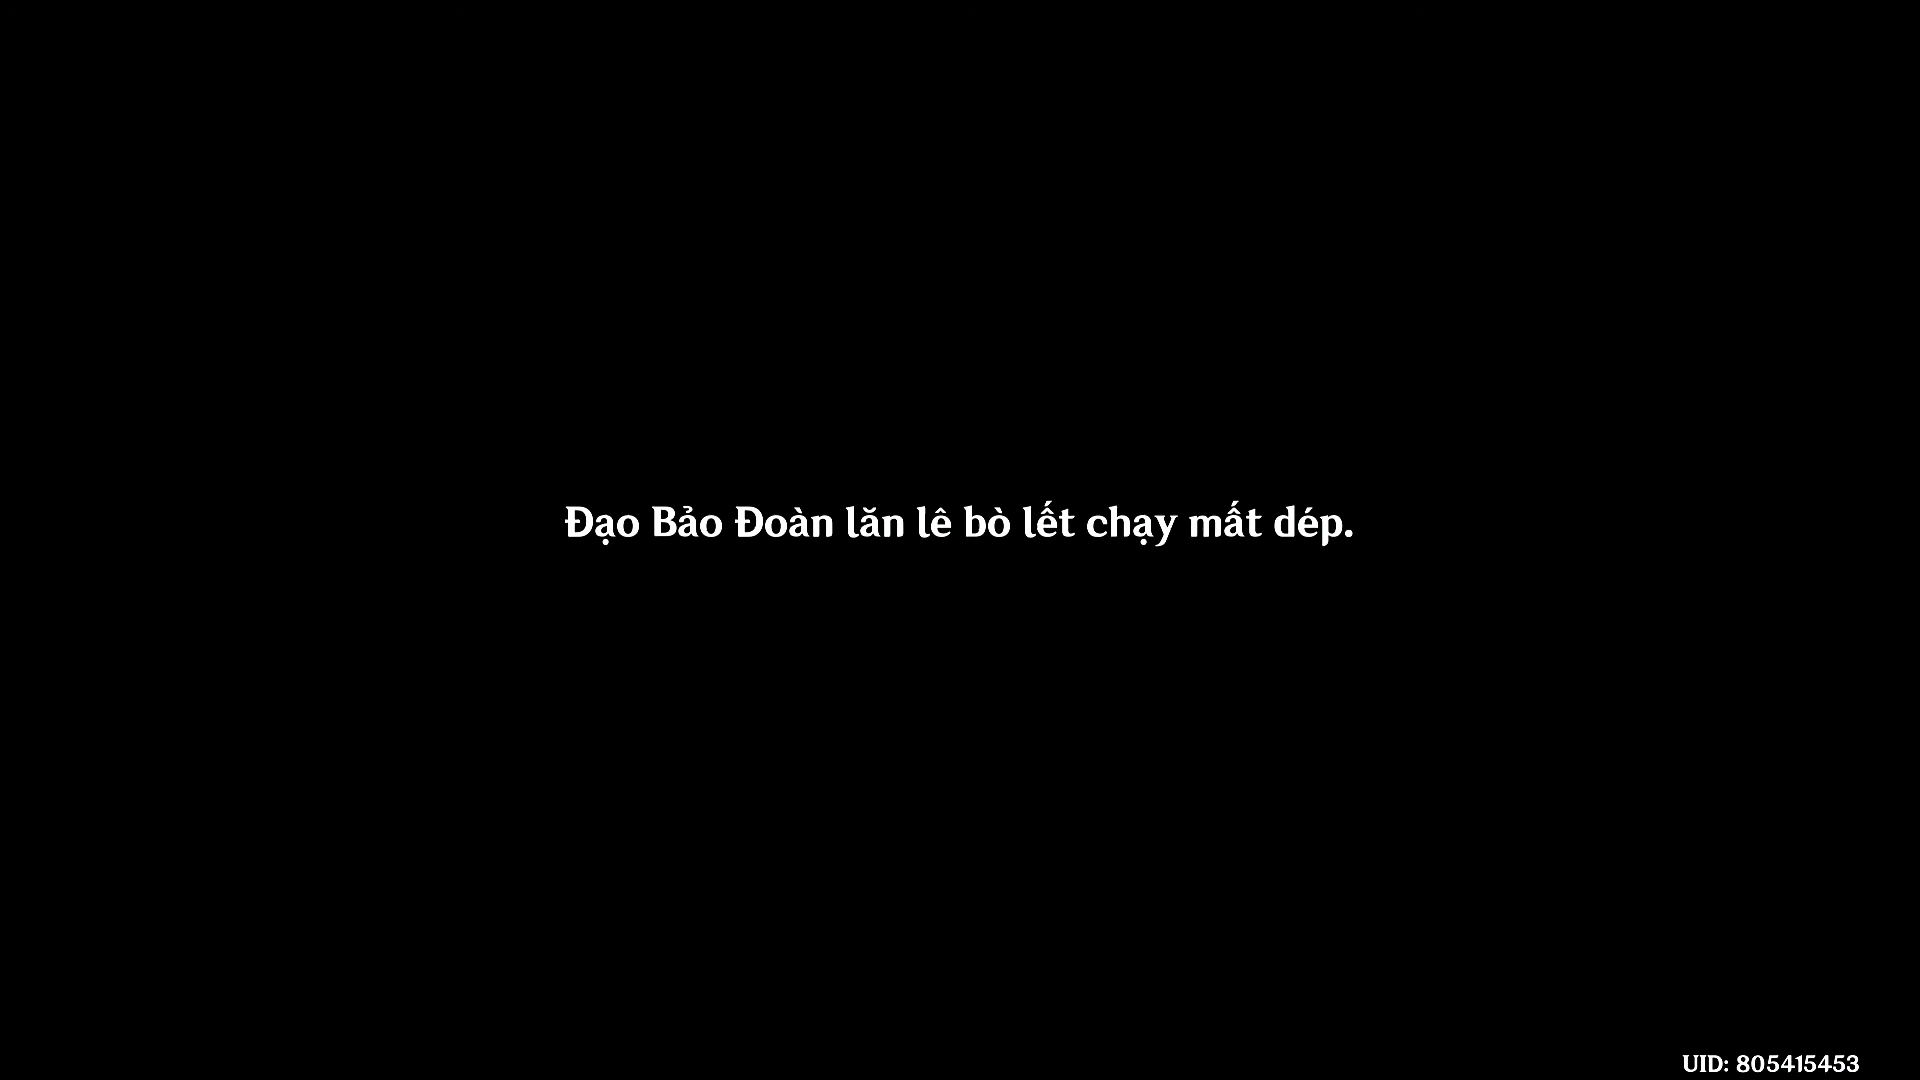 Đạo Bảo Đoàn lăn lê bò lết chạy mất dép.
UID: 805415453